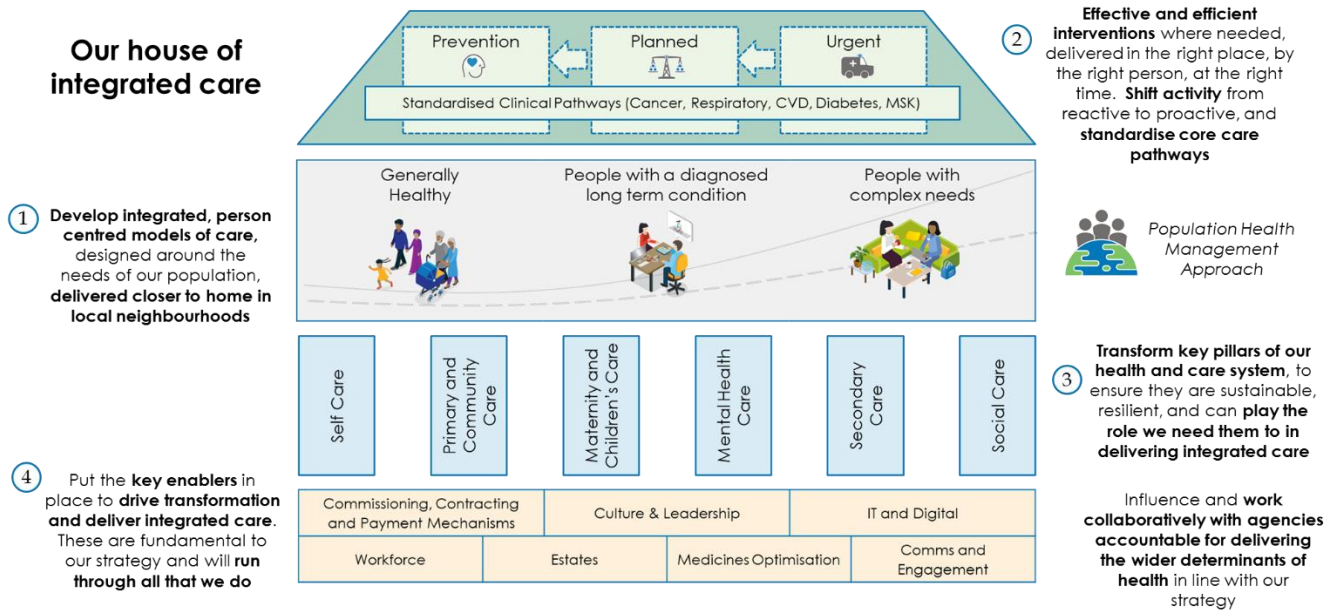 Our house of
integrated care
Prevention
Planned
Urgent
Standardised Clinical Pathways (Cancer, Respiratory, CVD, Diabetes, MSK)
2
Effective and efficient
interventions where needed,
delivered in the right place, by
the right person, at the right
time. Shift activity from
reactive to proactive, and
standardise core care
pathways
1
Develop integrated, person
centred models of care,
designed around the
needs of our population,
delivered closer to home in
local neighbourhoods
Generally
Healthy
People with a diagnosed
long term condition
People with
complex needs
Population Health
Management
Approach
Self Care
Primary and
Community
Care
Maternity and
Children's Care
Mental Health
Care
Secondary
Care
Social Care
3
Transform key pillars of our
health and care system, to
ensure they are sustainable,
resilient, and can play the
role we need them to in
delivering integrated care
4
Put the key enablers in
place to drive transformation
and deliver integrated care.
These are fundamental to
our strategy and will run
through all that we do
Commissioning, Contracting
and Payment Mechanisms
Culture & Leadership
IT and Digital
Workforce
Estates
Medicines Optimisation
Comms and
Engagement
Influence and work
collaboratively with agencies
accountable for delivering
the wider determinants of
health in line with our
strategy